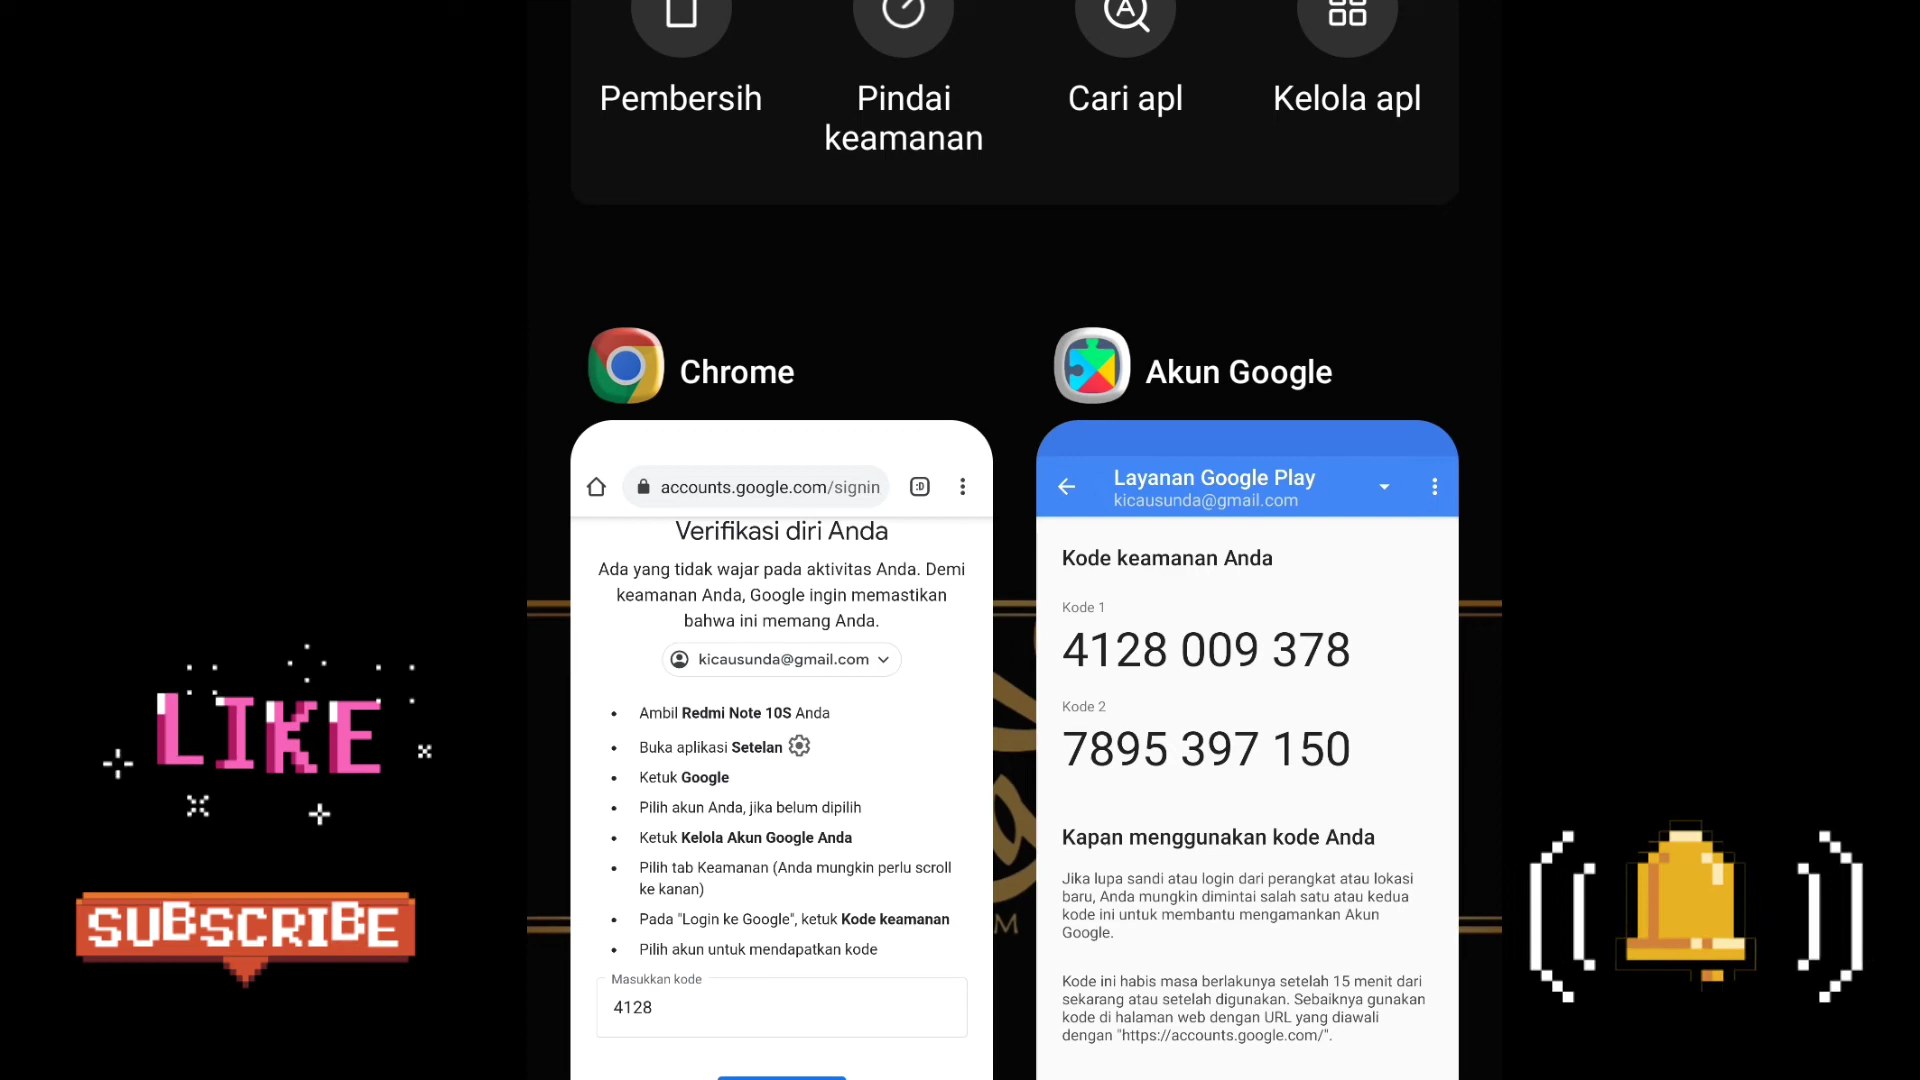 Pembersih
Pindai
keamanan
Cari apl
Kelola apl
Chrome
Akun Google
accounts.google.com/signin
Verifikasi diri Anda
Ada yang tidak wajar pada aktivitas Anda. Demi
keamanan Anda, Google ingin memastikan
bahwa ini memang Anda.
kicausunda@gmail.com
• Ambil Redmi Note 10S Anda
• Buka aplikasi Setelan
• Ketuk Google
• Pilih akun Anda, jika belum dipilih
• Ketuk Kelola Akun Google Anda
• Pilih tab Keamanan (Anda mungkin perlu scroll
ke kanan)
• Pada "Login ke Google", ketuk Kode keamanan
• Pilih akun untuk mendapatkan kode
Masukkan kode
4128
Layanan Google Play
kicausunda@gmail.com
Kode keamanan Anda
Kode 1
4128 009 378
Kode 2
7895 397 150
Kapan menggunakan kode Anda
Jika lupa sandi atau login dari perangkat atau lokasi
baru, Anda mungkin dimintai salah satu atau kedua
kode ini untuk membantu mengamankan Akun
Google.
Kode ini habis masa berlakunya setelah 15 menit dari
sekarang atau setelah digunakan. Sebaiknya gunakan
kode di halaman web dengan URL yang diawali
dengan "https://accounts.google.com/".
LIKE
SUBSCRIBE